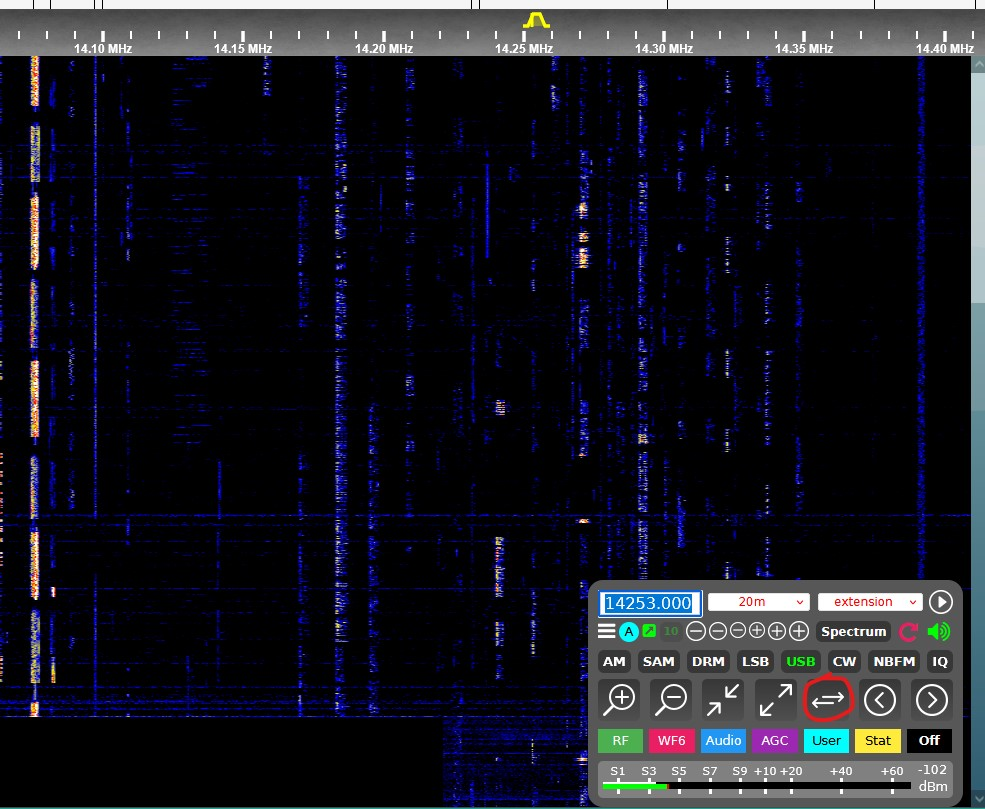 14.10 MHz 14.15 MHz 14.20 MHz 14.25 MHz 14.30 MHz 14.35 MHz 14.40 MHz
14253.000 20m extension
A 10 Spectrum
AM SAM DRM LSB USB CW NBFM IQ
RF WF6 Audio AGC User Stat Off
S1 S3 S5 S7 S9 +10 +20 +40 +60 -102
dBm